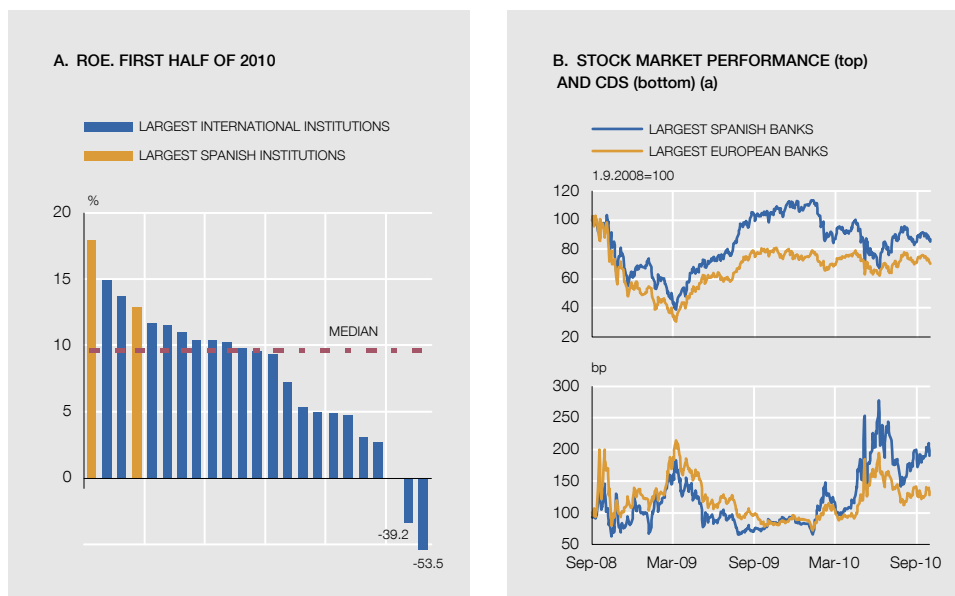 A. ROE. FIRST HALF OF 2010
LARGEST INTERNATIONAL INSTITUTIONS
LARGEST SPANISH INSTITUTIONS
%
20
15
10
5
0
MEDIAN
-39.2
-53.5
B. STOCK MARKET PERFORMANCE (top)
AND CDS (bottom) (a)
LARGEST SPANISH BANKS
LARGEST EUROPEAN BANKS
1.9.2008=100
120
100
80
60
40
20
bp
300
250
200
150
100
50
Sep-08 Mar-09 Sep-09 Mar-10 Sep-10